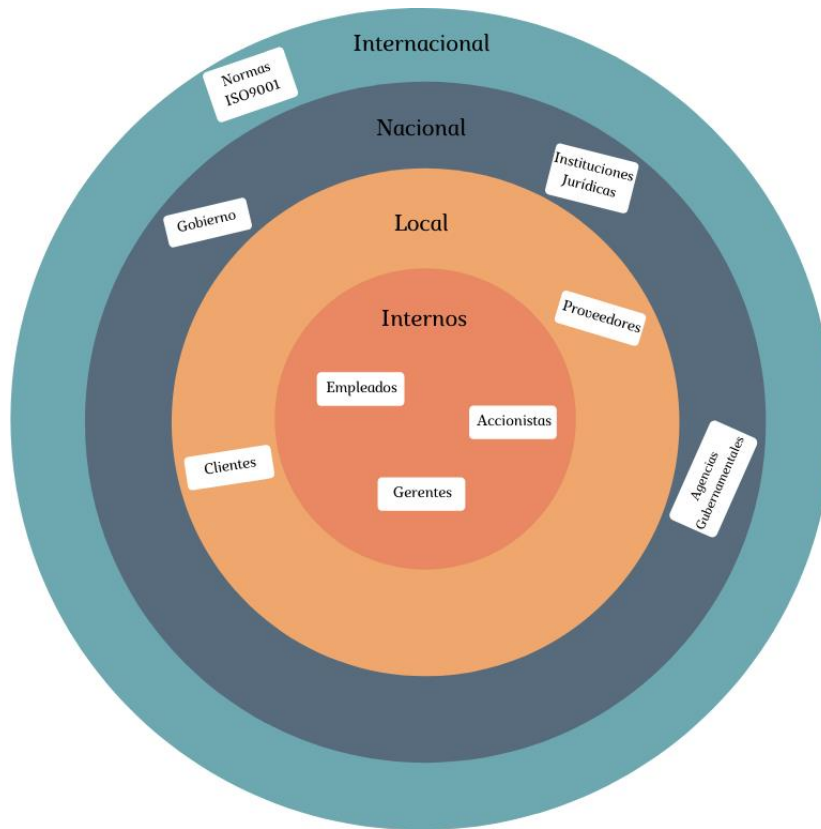 Internacional
Normas
ISO9001
Nacional
Instituciones
Jurídicas
Gobierno
Local
Proveedores
Internos
Empleados
Accionistas
Clientes
Agencias
Gubernamentales
Gerentes